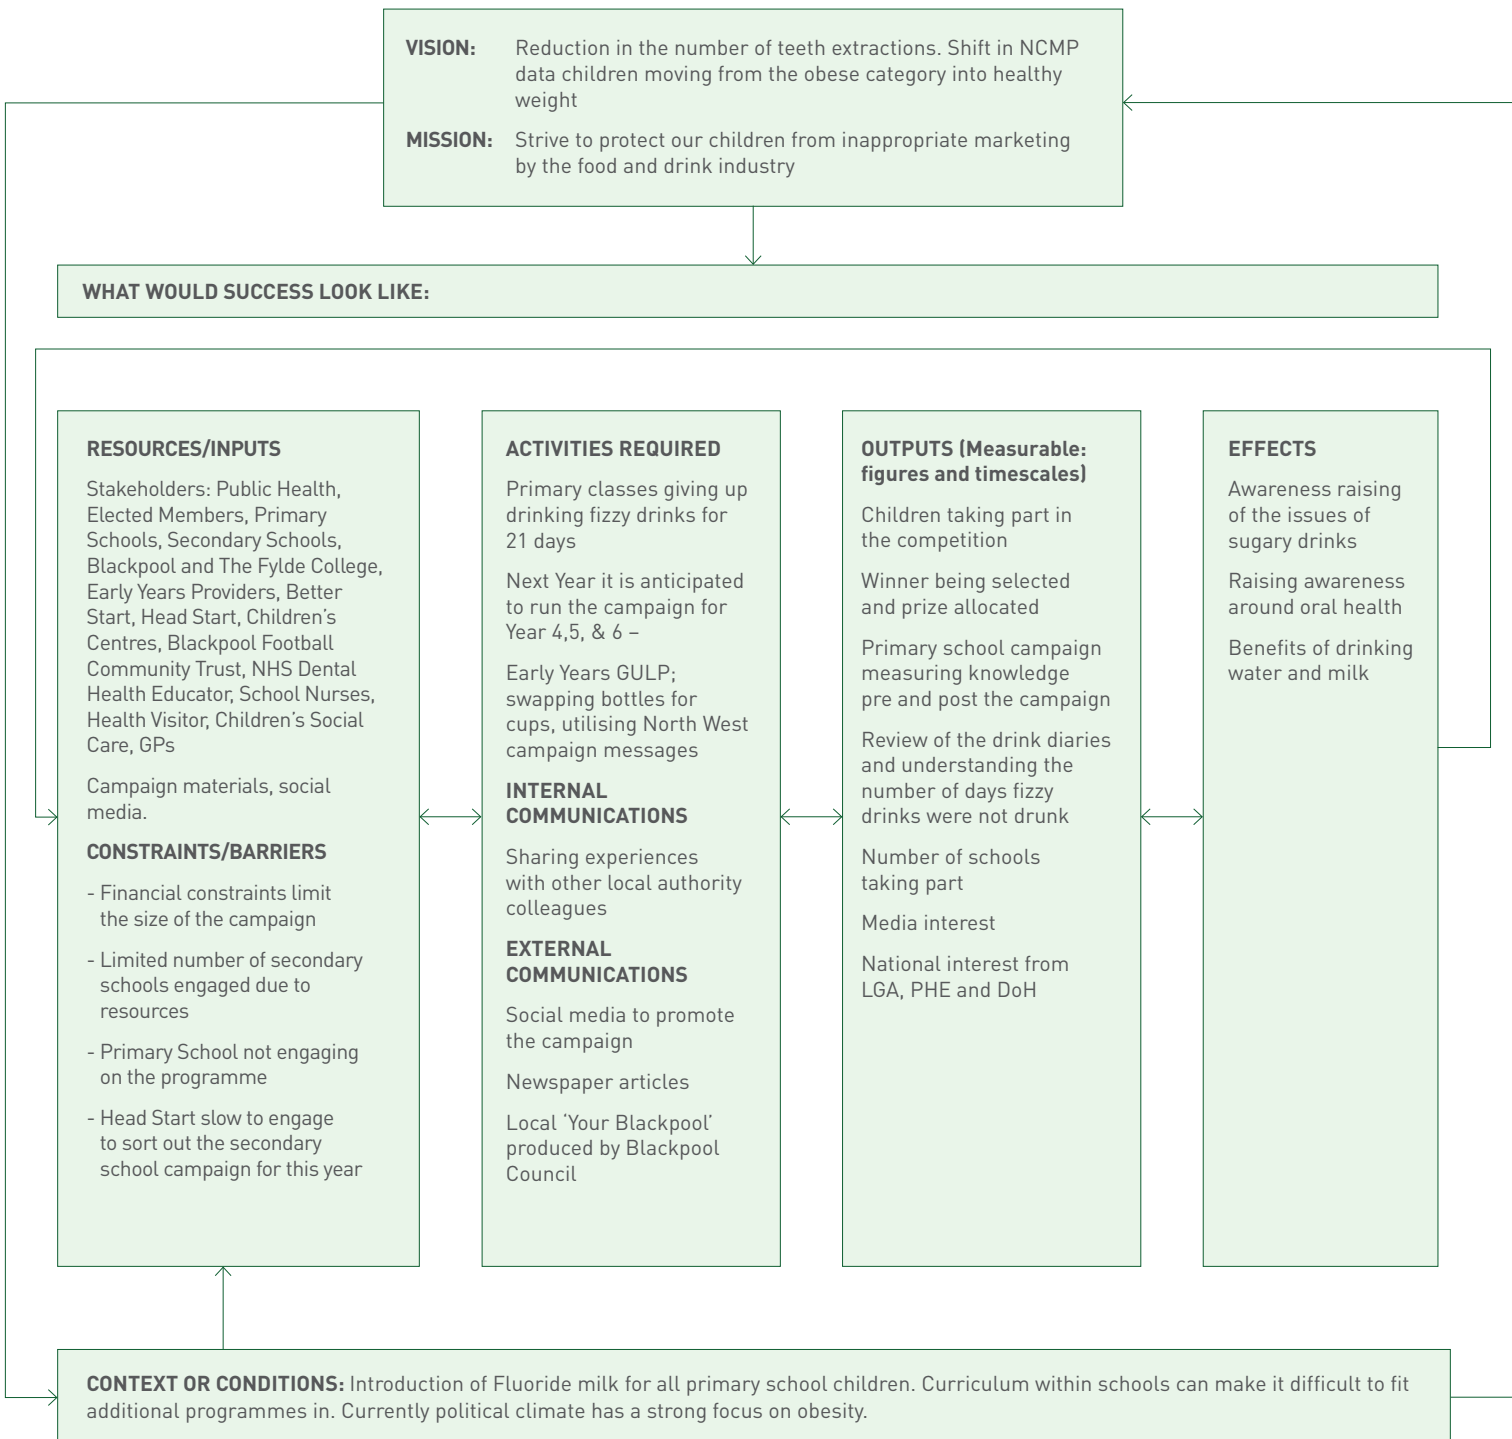 VISION: Reduction in the number of teeth extractions. Shift in NCMP
data children moving from the obese category into healthy
weight
MISSION: Strive to protect our children from inappropriate marketing
by the food and drink industry
WHAT WOULD SUCCESS LOOK LIKE:
RESOURCES/INPUTS
Stakeholders: Public Health,
Elected Members, Primary
Schools, Secondary Schools,
Blackpool and The Fylde College,
Early Years Providers, Better
Start, Head Start, Children’s
Centres, Blackpool Football
Community Trust, NHS Dental
Health Educator, School Nurses,
Health Visitor, Children’s Social
Care, GPs
Campaign materials, social
media.
CONSTRAINTS/BARRIERS
- Financial constraints limit
the size of the campaign
- Limited number of secondary
schools engaged due to
resources
- Primary School not engaging
on the programme
- Head Start slow to engage
to sort out the secondary
school campaign for this year
ACTIVITIES REQUIRED
Primary classes giving up
drinking fizzy drinks for
21 days
Next Year it is anticipated
to run the campaign for
Year 4,5, & 6 –
Early Years GULP;
swapping bottles for
cups, utilising North West
campaign messages
INTERNAL
COMMUNICATIONS
Sharing experiences
with other local authority
colleagues
EXTERNAL
COMMUNICATIONS
Social media to promote
the campaign
Newspaper articles
Local ‘Your Blackpool’
produced by Blackpool
Council
OUTPUTS (Measurable:
figures and timescales)
Children taking part in
the competition
Winner being selected
and prize allocated
Primary school campaign
measuring knowledge
pre and post the campaign
Review of the drink diaries
and understanding the
number of days fizzy
drinks were not drunk
Number of schools
taking part
Media interest
National interest from
LGA, PHE and DoH
EFFECTS
Awareness raising
of the issues of
sugary drinks
Raising awareness
around oral health
Benefits of drinking
water and milk
CONTEXT OR CONDITIONS: Introduction of Fluoride milk for all primary school children. Curriculum within schools can make it difficult to fit
additional programmes in. Currently political climate has a strong focus on obesity.